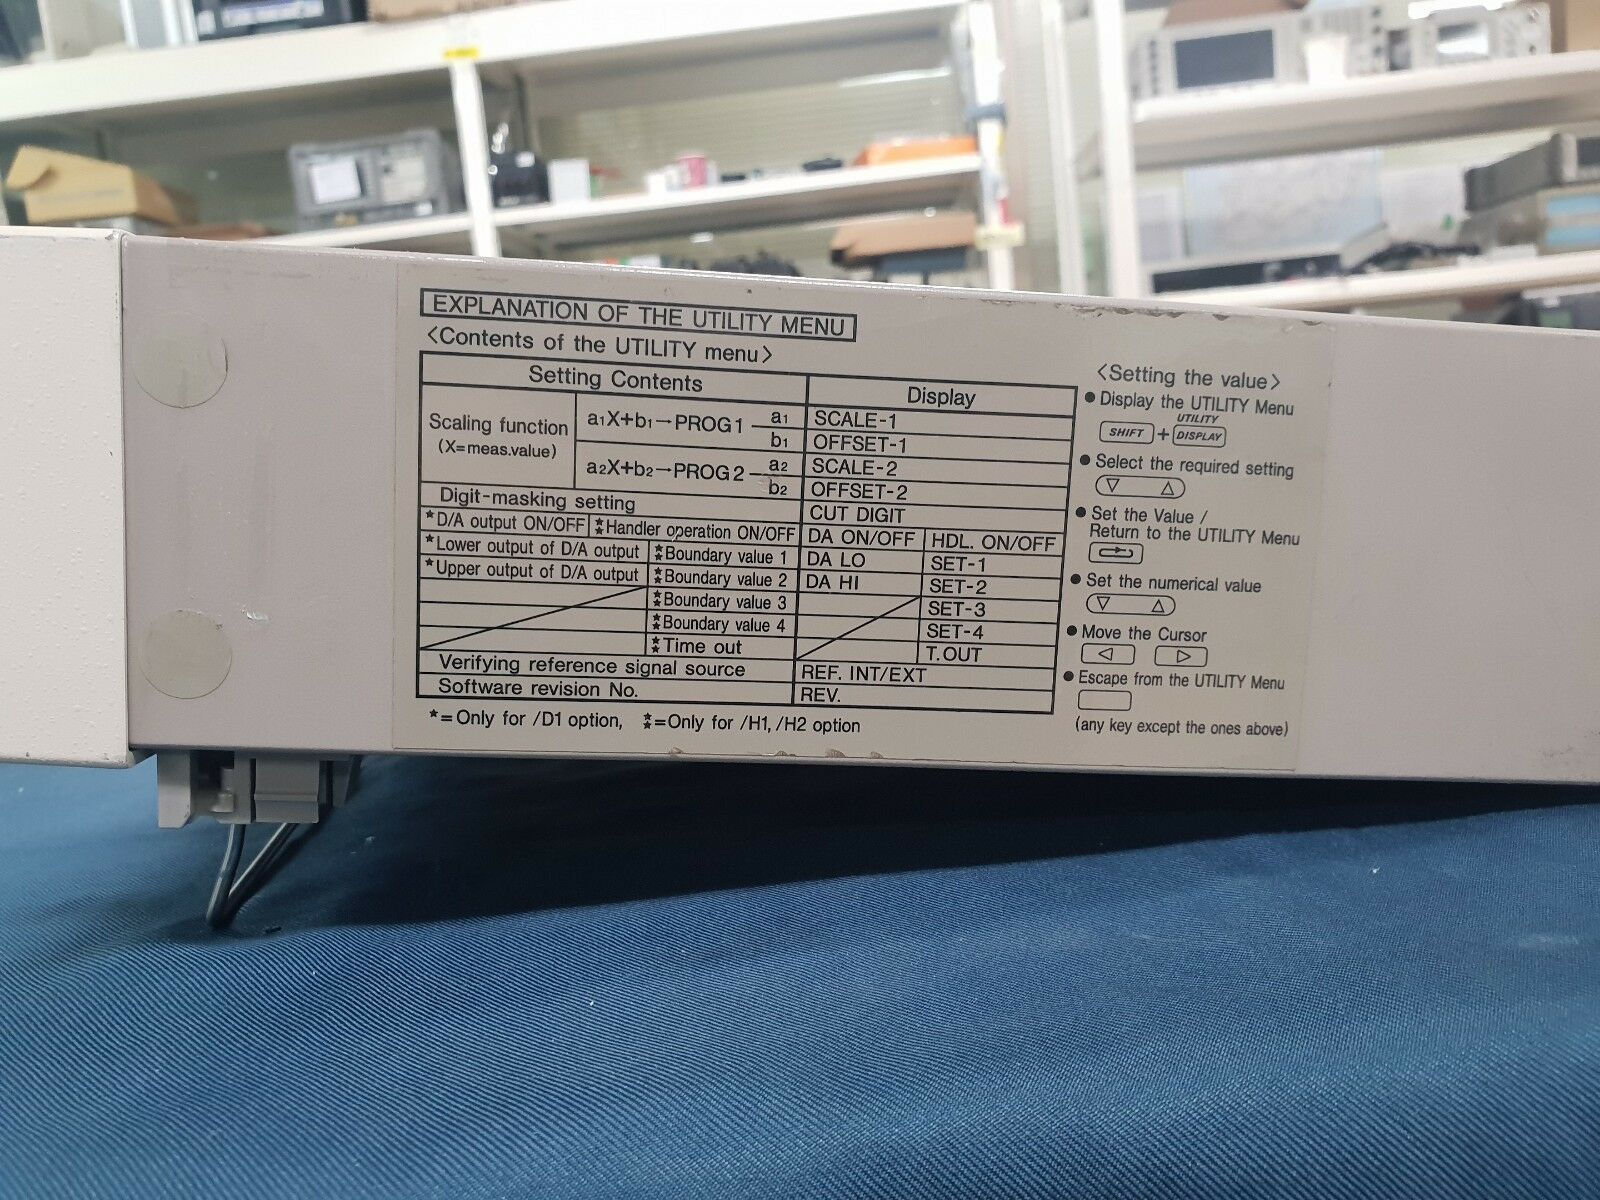 EXPLANATION OF THE UTILITY MENU
<Contents of the UTILITY menu>
Setting Contents Display
Scaling function
(X=meas.value)
a1X+b1→PROG1 a1 SCALE-1
b1 OFFSET-1
a2X+b2→PROG2 a2 SCALE-2
b2 OFFSET-2
Digit-masking setting CUT DIGIT
*D/A output ON/OFF ⁑Handler operation ON/OFF DA ON/OFF HDL. ON/OFF
*Lower output of D/A output ⁑Boundary value 1 DA LO SET-1
*Upper output of D/A output ⁑Boundary value 2 DA HI SET-2
⁑Boundary value 3 SET-3
⁑Boundary value 4 SET-4
⁑Time out T.OUT
Verifying reference signal source REF. INT/EXT
Software revision No. REV.
*=Only for /D1 option, ⁑=Only for /H1, /H2 option
<Setting the value>
● Display the UTILITY Menu
UTILITY
SHIFT + DISPLAY
● Select the required setting
▽ △
● Set the Value /
Return to the UTILITY Menu
● Set the numerical value
▽ △
● Move the Cursor
◁ ▷
● Escape from the UTILITY Menu
(any key except the ones above)